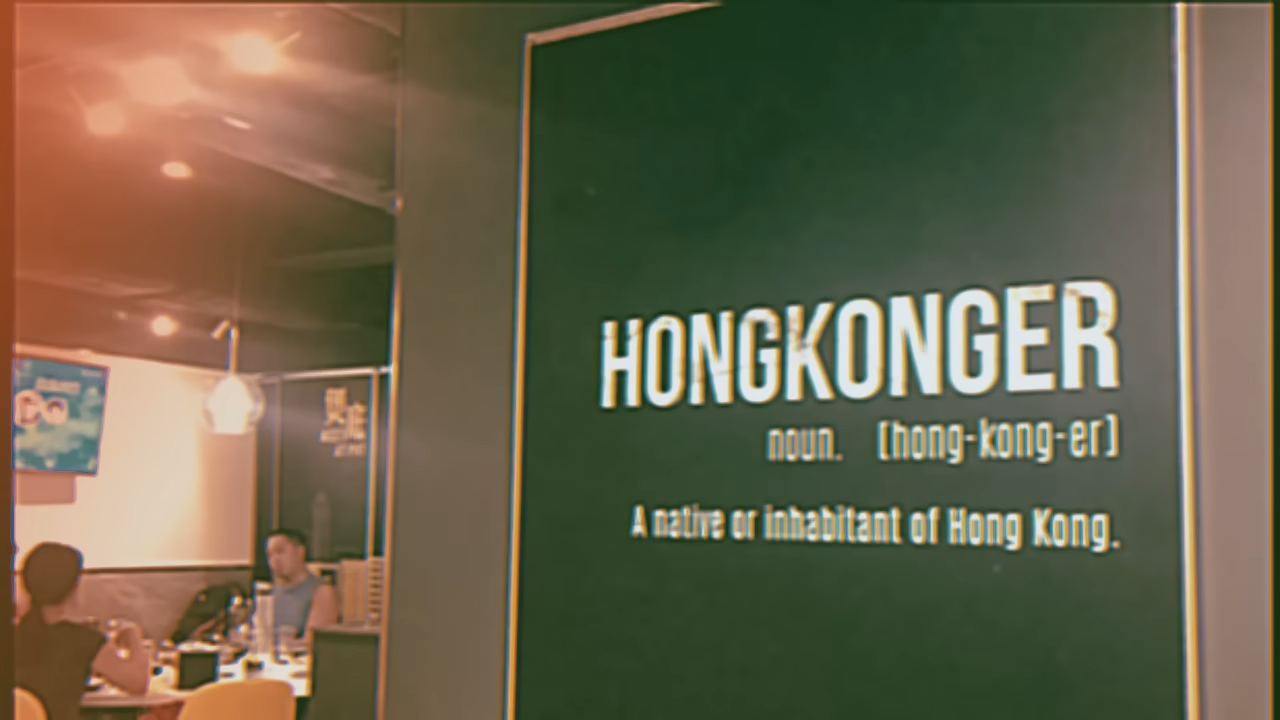 HONGKONGER
noun. [hong-kong-er]
A native or inhabitant of Hong Kong.